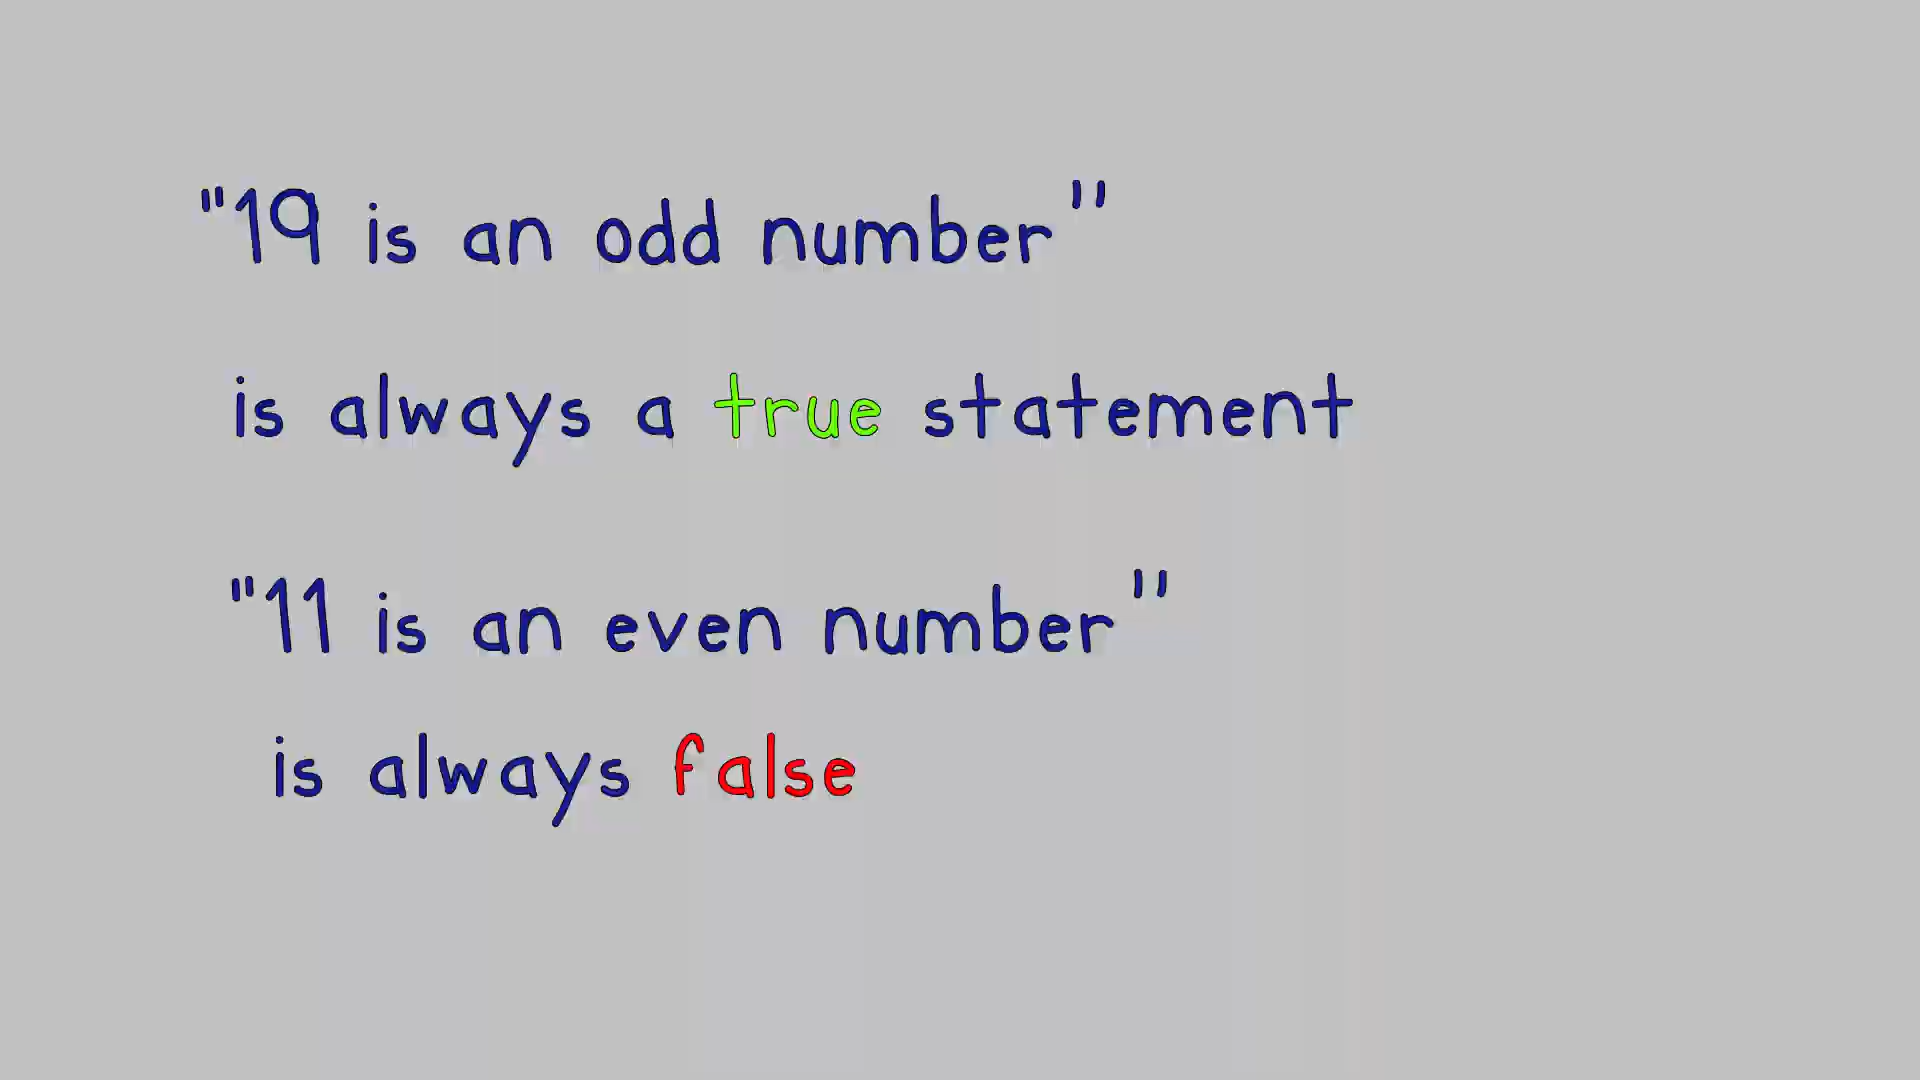 "19 is an odd number"
is always a true statement
"11 is an even number"
is always false